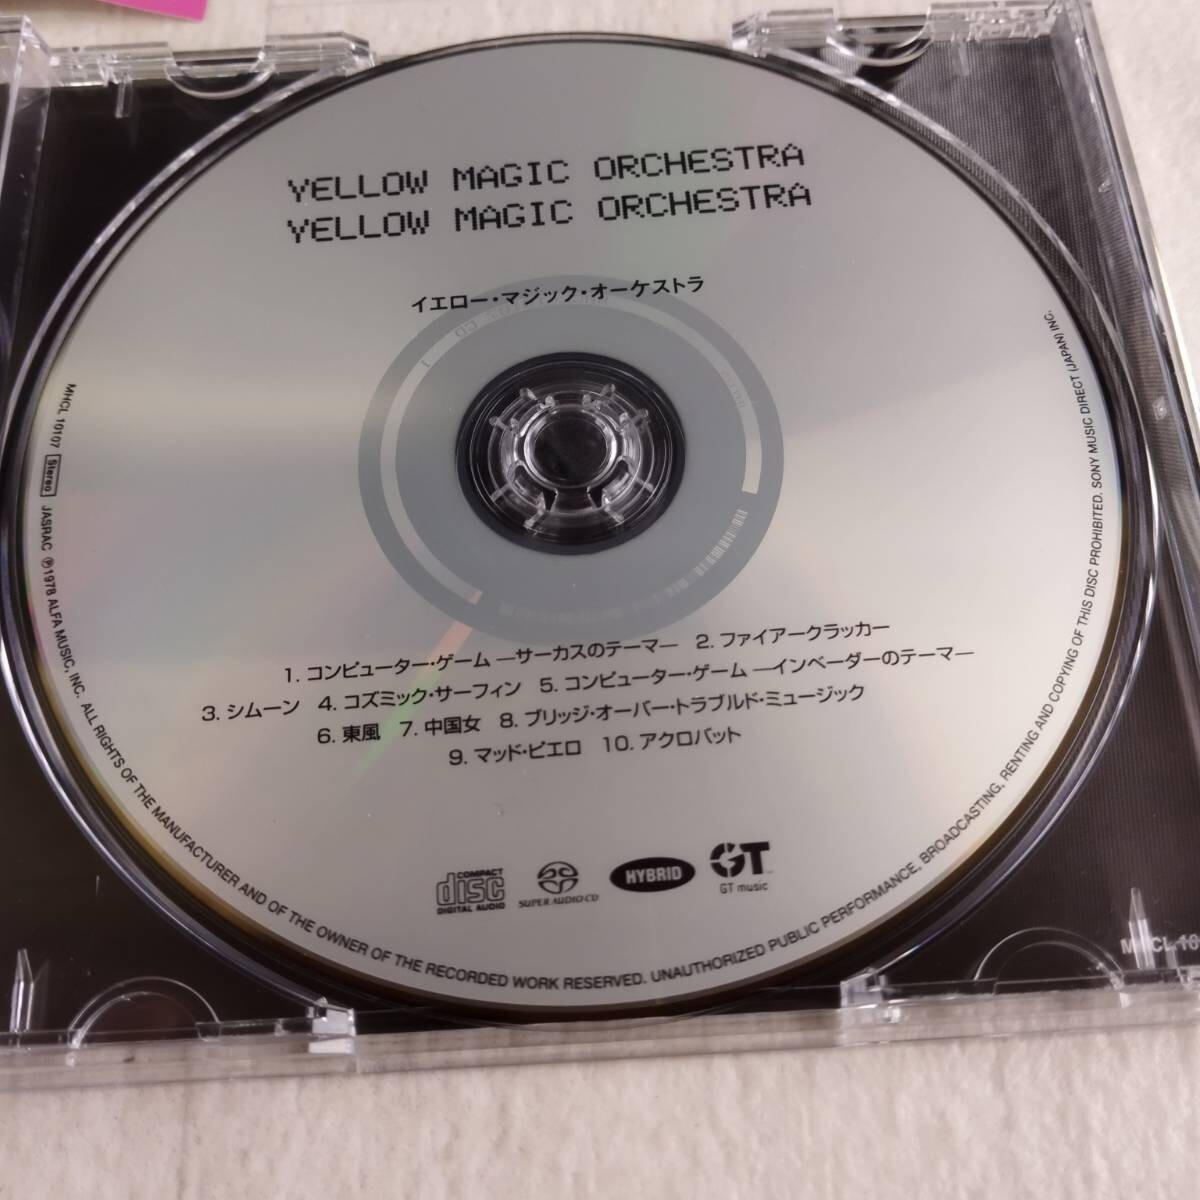 YELLOW MAGIC ORCHESTRA
YELLOW MAGIC ORCHESTRA
イエロー・マジック・オーケストラ
MHCL 10107 Stereo JASRAC ℗1978 ALFA MUSIC, INC. ALL RIGHTS OF THE MANUFACTURER AND OF THE OWNER OF THE RECORDED WORK RESERVED. UNAUTHORIZED PUBLIC PERFORMANCE, BROADCASTING, RENTING AND COPYING OF THIS DISC PROHIBITED. SONY MUSIC DIRECT (JAPAN) INC.
1. コンピューター・ゲーム ―サーカスのテーマ― 2. ファイアークラッカー
3. シムーン 4. コズミック・サーフィン 5. コンピューター・ゲーム ―インベーダーのテーマ―
6. 東風 7. 中国女 8. ブリッジ・オーバー・トラブルド・ミュージック
9. マッド・ピエロ 10. アクロバット
COMPACT disc DIGITAL AUDIO
SUPER AUDIO CD
HYBRID
GT
GT music